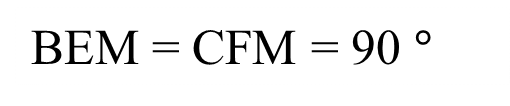 BEM = CFM = 90 °